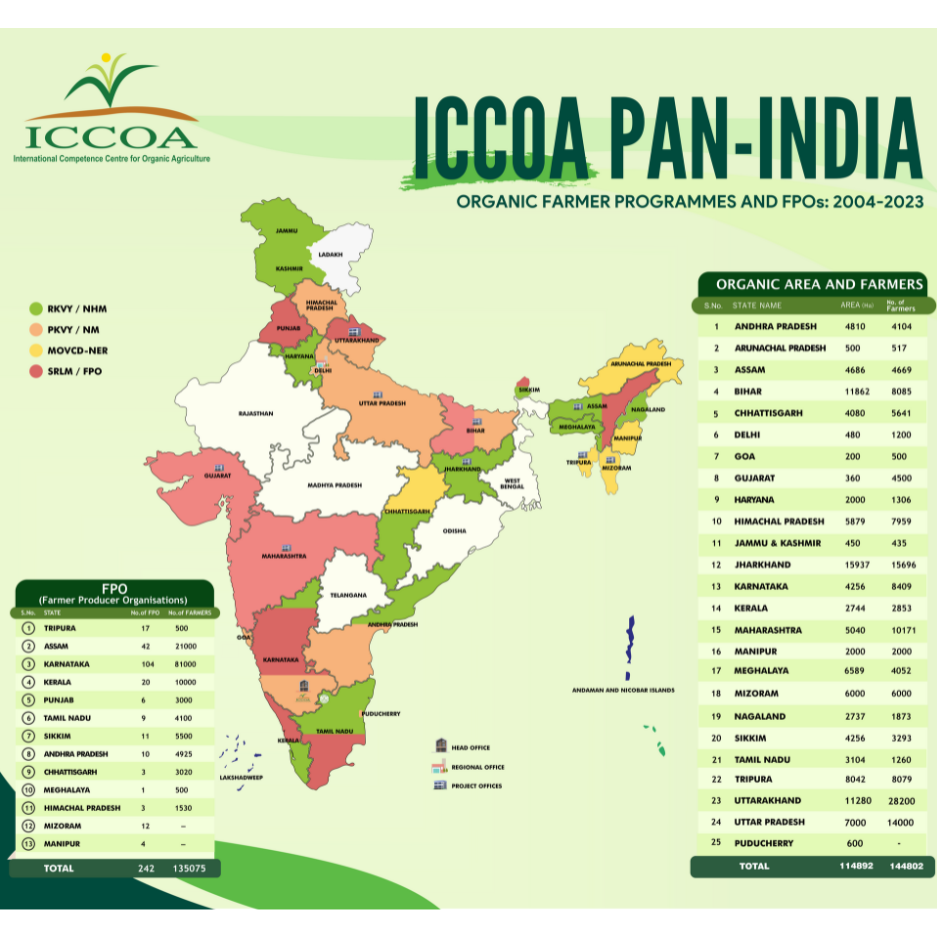 ICCOA
International Competence Centre for Organic Agriculture
ICCOA PAN-INDIA
ORGANIC FARMER PROGRAMMES AND FPOs: 2004-2023
RKVY / NHM
PKVY / NM
MOVCD-NER
SRLM / FPO
JAMMU
KASHMIR
LADAKH
HIMACHAL
PRADESH
PUNJAB
UTTARAKHAND
HARYANA
DELHI
RAJASTHAN
UTTAR PRADESH
BIHAR
SIKKIM
ARUNACHAL PRADESH
ASSAM
NAGALAND
MEGHALAYA
MANIPUR
TRIPURA
MIZORAM
GUJARAT
MADHYA PRADESH
JHARKHAND
WEST
BENGAL
CHHATTISGARH
ODISHA
MAHARASHTRA
TELANGANA
GOA
ANDHRA PRADESH
KARNATAKA
PUDUCHERRY
TAMIL NADU
KERALA
LAKSHADWEEP
ANDAMAN AND NICOBAR ISLANDS
HEAD OFFICE
REGIONAL OFFICE
PROJECT OFFICES
FPO
(Farmer Producer Organisations)
S.No. STATE No.of FPO No.of FARMERS
1 TRIPURA 17 500
2 ASSAM 42 21000
3 KARNATAKA 104 81000
4 KERALA 20 10000
5 PUNJAB 6 3000
6 TAMIL NADU 9 4100
7 SIKKIM 11 5500
8 ANDHRA PRADESH 10 4925
9 CHHATTISGARH 3 3020
10 MEGHALAYA 1 500
11 HIMACHAL PRADESH 3 1530
12 MIZORAM 12 –
13 MANIPUR 4 –
TOTAL 242 135075
ORGANIC AREA AND FARMERS
S.No. STATE NAME AREA (Ha) No. of Farmers
1 ANDHRA PRADESH 4810 4104
2 ARUNACHAL PRADESH 500 517
3 ASSAM 4686 4669
4 BIHAR 11862 8085
5 CHHATTISGARH 4080 5641
6 DELHI 480 1200
7 GOA 200 500
8 GUJARAT 360 4500
9 HARYANA 2000 1306
10 HIMACHAL PRADESH 5879 7959
11 JAMMU & KASHMIR 450 435
12 JHARKHAND 15937 15696
13 KARNATAKA 4256 8409
14 KERALA 2744 2853
15 MAHARASHTRA 5040 10171
16 MANIPUR 2000 2000
17 MEGHALAYA 6589 4052
18 MIZORAM 6000 6000
19 NAGALAND 2737 1873
20 SIKKIM 4256 3293
21 TAMIL NADU 3104 1260
22 TRIPURA 8042 8079
23 UTTARAKHAND 11280 28200
24 UTTAR PRADESH 7000 14000
25 PUDUCHERRY 600 -
TOTAL 114892 144802